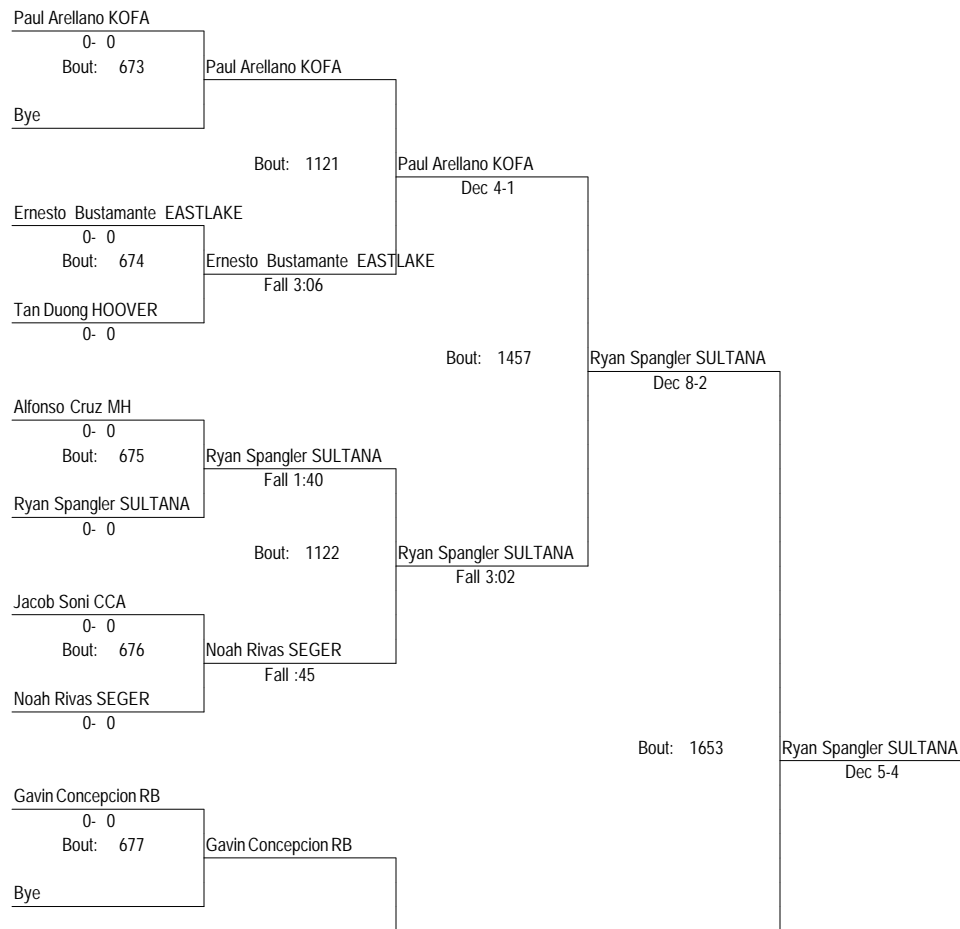 Paul Arellano KOFA
0- 0
Bout: 673
Paul Arellano KOFA
Bye
Bout: 1121
Paul Arellano KOFA
Dec 4-1
Ernesto Bustamante EASTLAKE
0- 0
Bout: 674
Ernesto Bustamante EASTLAKE
Fall 3:06
Tan Duong HOOVER
0- 0
Bout: 1457
Ryan Spangler SULTANA
Dec 8-2
Alfonso Cruz MH
0- 0
Bout: 675
Ryan Spangler SULTANA
Fall 1:40
Ryan Spangler SULTANA
0- 0
Bout: 1122
Ryan Spangler SULTANA
Fall 3:02
Jacob Soni CCA
0- 0
Bout: 676
Noah Rivas SEGER
Fall :45
Noah Rivas SEGER
0- 0
Bout: 1653
Ryan Spangler SULTANA
Dec 5-4
Gavin Concepcion RB
0- 0
Bout: 677
Gavin Concepcion RB
Bye